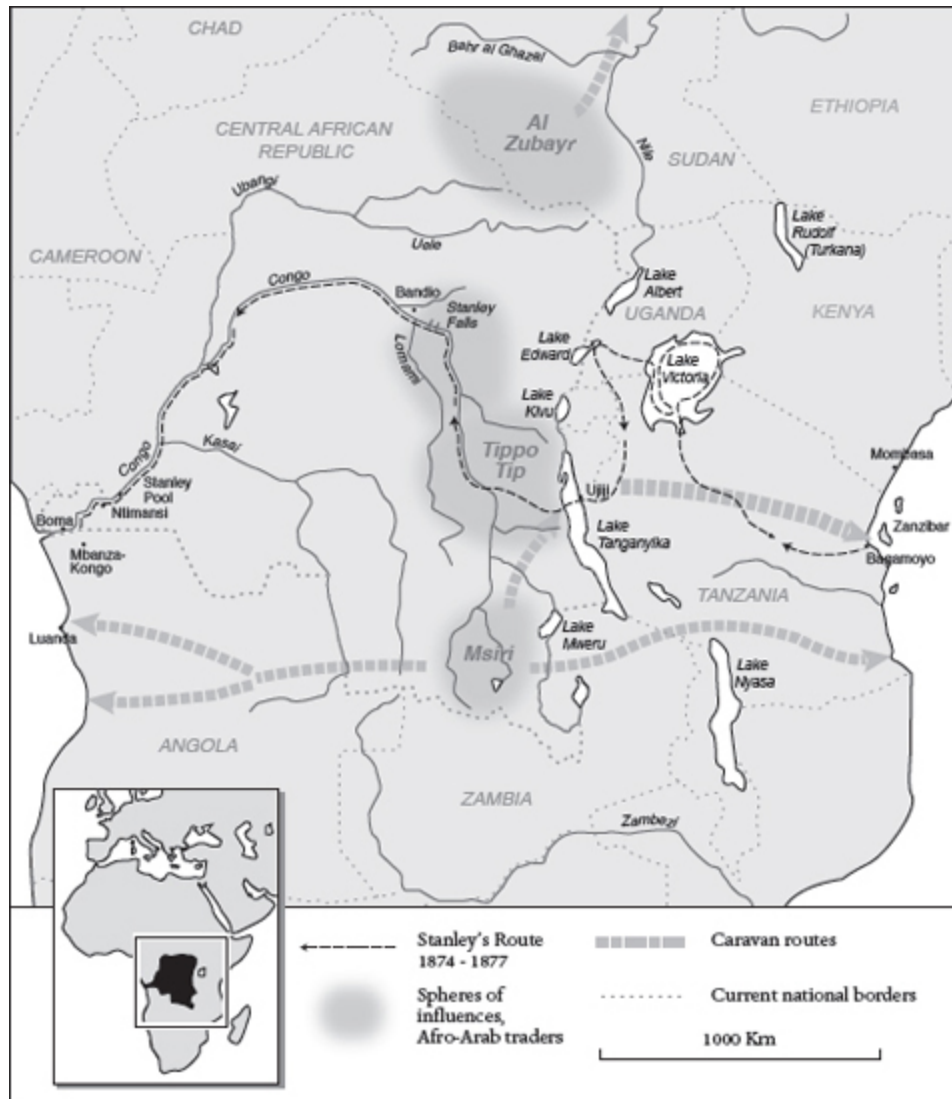 CHAD
Bahr al Ghazal
ETHIOPIA
Al
Zubayr
CENTRAL AFRICAN
REPUBLIC
Nile
SUDAN
Ubangi
Lake
Rudolf
(Turkana)
Uele
CAMEROON
Congo
Lake
Albert
Bandio
Stanley
Falls
UGANDA
KENYA
Lake
Edward
Lomami
Lake
Victoria
Lake
Kivu
Kasai
Tippo
Tip
Congo
Mombasa
Stanley
Pool
Ujiji
Ntimansi
Zanzibar
Boma
Lake
Tanganyika
Mbanza-
Kongo
Bagamoyo
TANZANIA
Luanda
Lake
Mweru
Msiri
Lake
Nyasa
ANGOLA
ZAMBIA
Zambezi
Stanley's Route
1874 - 1877
Caravan routes
Spheres of
influences,
Afro-Arab traders
Current national borders
1000 Km